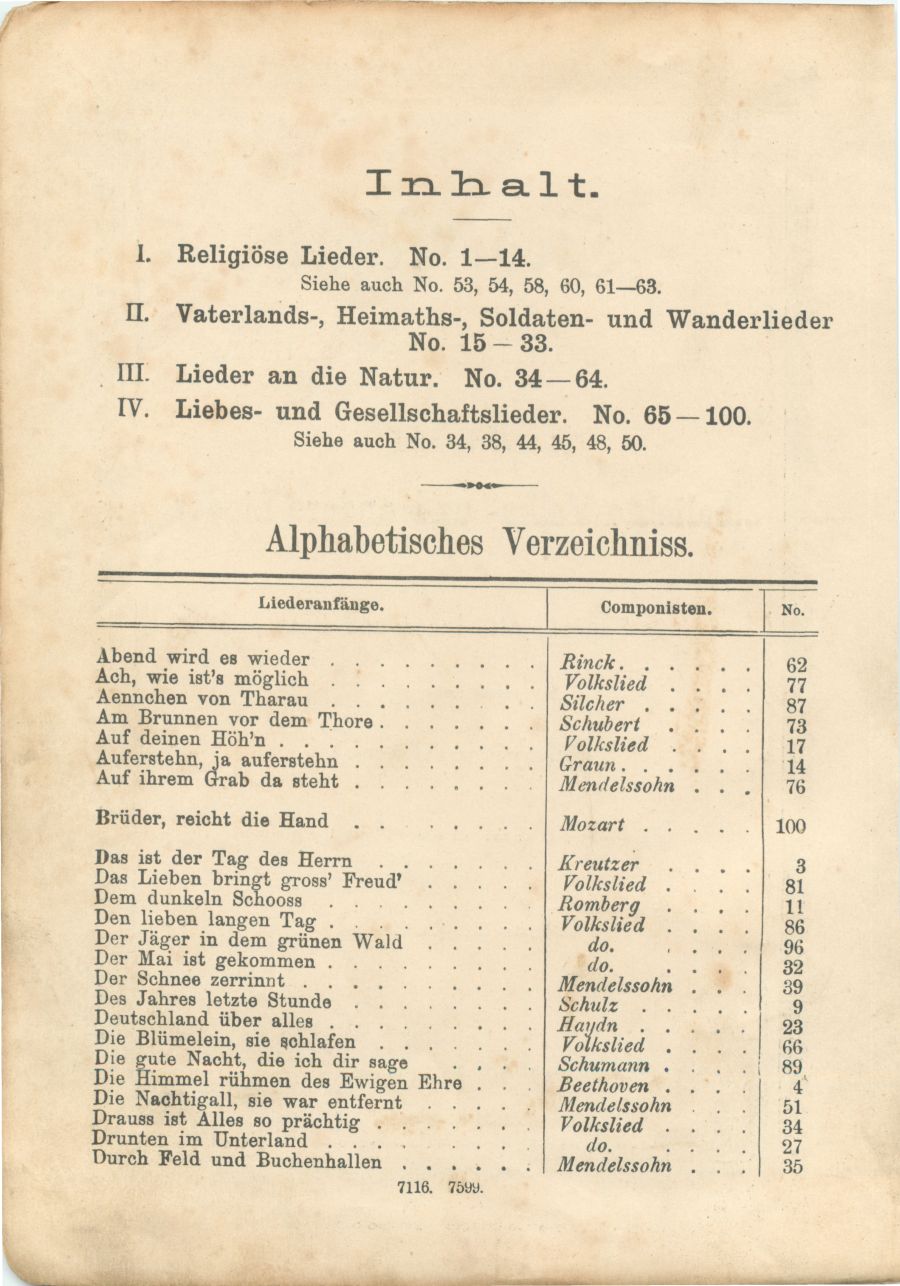 Inhalt.
I. Religiöse Lieder. No. 1—14.
Siehe auch No. 53, 54, 58, 60, 61—63.
II. Vaterlands-, Heimaths-, Soldaten- und Wanderlieder
No. 15 — 33.
III. Lieder an die Natur. No. 34 — 64.
IV. Liebes- und Gesellschaftslieder. No. 65 — 100.
Siehe auch No. 34, 38, 44, 45, 48, 50.
Alphabetisches Verzeichniss.
Liederanfänge. Componisten. No.
Abend wird es wieder . . . . . . . . . Rinck. . . . . . 62
Ach, wie ist's möglich . . . . . . . . . Volkslied . . . . 77
Aennchen von Tharau . . . . . . . . . Silcher . . . . . 87
Am Brunnen vor dem Thore . . . . . . . Schubert . . . . 73
Auf deinen Höh'n . . . . . . . . . . . Volkslied . . . . 17
Auferstehn, ja auferstehn . . . . . . . . Graun . . . . . . 14
Auf ihrem Grab da steht . . . . . . . . Mendelssohn . . . 76
Brüder, reicht die Hand . . . . . . . Mozart . . . . . 100
Das ist der Tag des Herrn . . . . . . . Kreutzer . . . . 3
Das Lieben bringt gross' Freud' . . . . . Volkslied . . . . 81
Dem dunkeln Schooss . . . . . . . . . Romberg . . . . 11
Den lieben langen Tag . . . . . . . . . Volkslied . . . . 86
Der Jäger in dem grünen Wald . . . . . do. . . . . 96
Der Mai ist gekommen . . . . . . . . . do. . . . . 32
Der Schnee zerrinnt . . . . . . . . . . Mendelssohn . . . 39
Des Jahres letzte Stunde . . . . . . . . Schulz . . . . . 9
Deutschland über alles . . . . . . . . . Haydn . . . . . 23
Die Blümelein, sie schlafen . . . . . . . Volkslied . . . . 66
Die gute Nacht, die ich dir sage . . . . Schumann . . . . 89
Die Himmel rühmen des Ewigen Ehre . . . Beethoven . . . . 4
Die Nachtigall, sie war entfernt . . . . . Mendelssohn . . . 51
Drauss ist Alles so prächtig . . . . . . . Volkslied . . . . 34
Drunten im Unterland . . . . . . . . . do. . . . . 27
Durch Feld und Buchenhallen . . . . . . Mendelssohn . . . 35
7116. 7599.